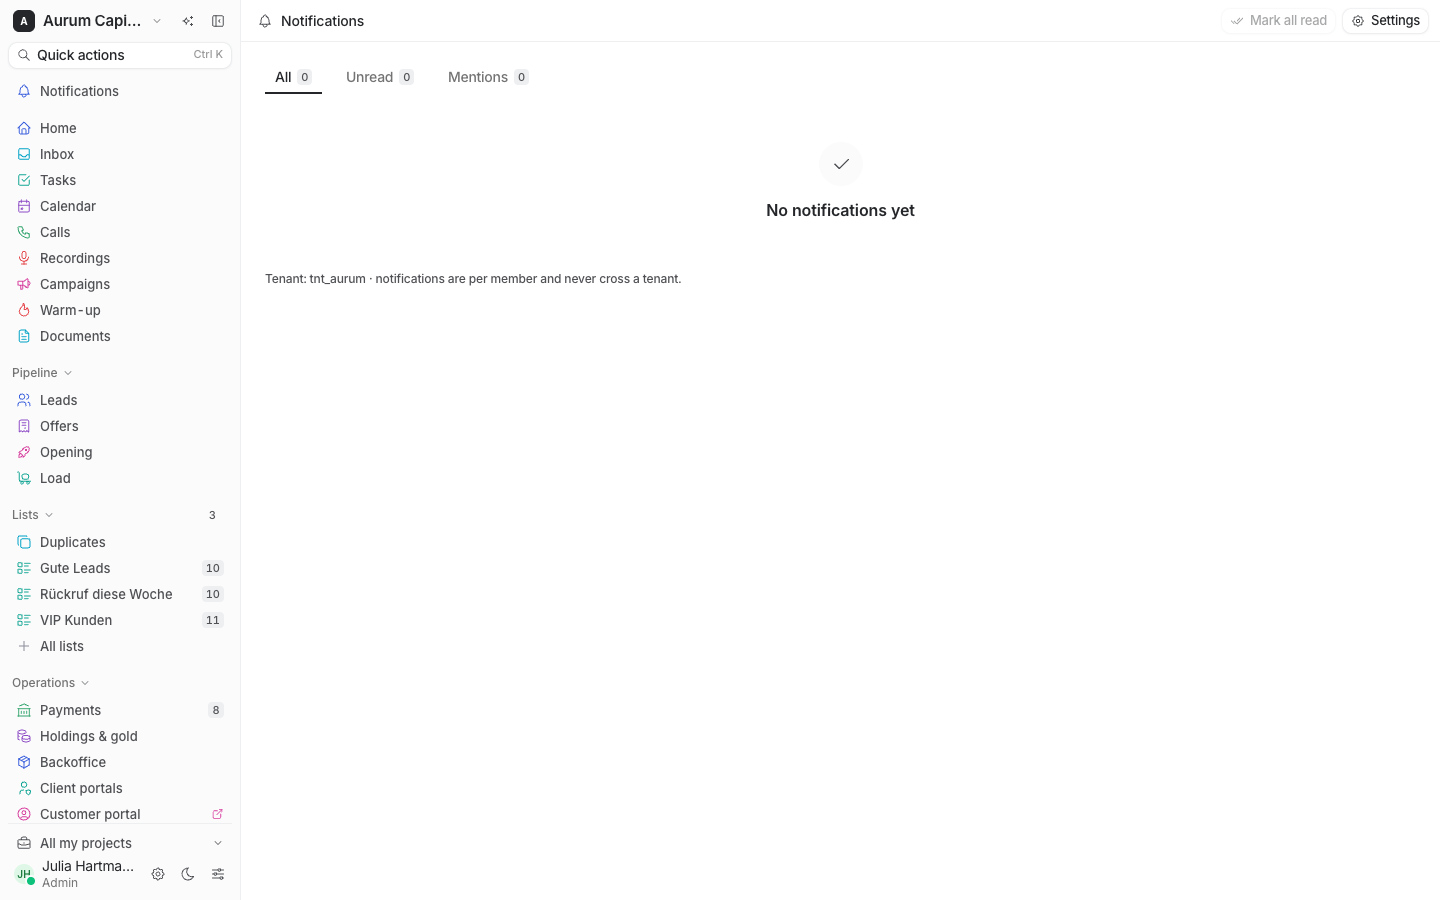 A Aurum Capi...
Quick actions Ctrl K
Notifications
Home
Inbox
Tasks
Calendar
Calls
Recordings
Campaigns
Warm-up
Documents
Pipeline
Leads
Offers
Opening
Load
Lists 3
Duplicates
Gute Leads 10
Rückruf diese Woche 10
VIP Kunden 11
All lists
Operations
Payments 8
Holdings & gold
Backoffice
Client portals
Customer portal
All my projects
JH Julia Hartma...
Admin
Notifications
Mark all read
Settings
All 0
Unread 0
Mentions 0
No notifications yet
Tenant: tnt_aurum · notifications are per member and never cross a tenant.